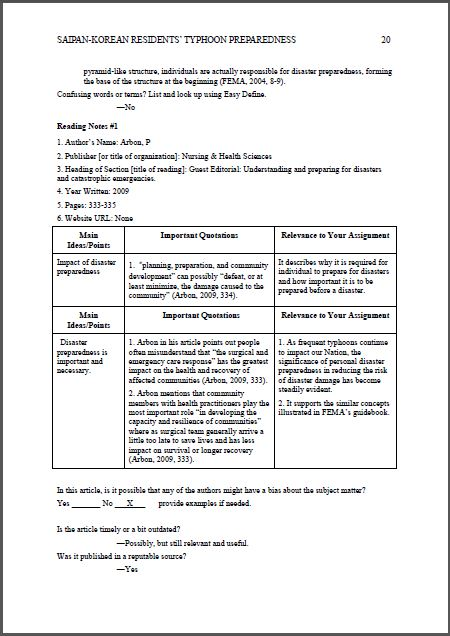 SAIPAN-KOREAN RESIDENTS' TYPHOON PREPAREDNESS 20
pyramid-like structure, individuals are actually responsible for disaster preparedness, forming
the base of the structure at the beginning (FEMA, 2004, 8-9).
Confusing words or terms? List and look up using Easy Define.
—No
Reading Notes #1
1. Author's Name: Arbon, P
2. Publisher [or title of organization]: Nursing & Health Sciences
3. Heading of Section [title of reading]: Guest Editorial: Understanding and preparing for disasters
and catastrophic emergencies.
4. Year Written: 2009
5. Pages: 333-335
6. Website URL: None
Main
Ideas/Points
Important Quotations
Relevance to Your Assignment
Impact of disaster
preparedness
1. "planning, preparation, and community
development" can possibly "defeat, or at
least minimize, the damage caused to the
community" (Arbon, 2009, 334).
It describes why it is required for
individual to prepare for disasters
and how important it is to be
prepared before a disaster.
Main
Ideas/Points
Important Quotations
Relevance to Your Assignment
Disaster
preparedness is
important and
necessary.
1. Arbon in his article points out people
often misunderstand that "the surgical and
emergency care response" has the greatest
impact on the health and recovery of
affected communities (Arbon, 2009, 333).
2. Arbon mentions that community
members with health practitioners play the
most important role "in developing the
capacity and resilience of communities"
where as surgical team generally arrive a
little too late to save lives and has less
impact on survival or longer recovery
(Arbon, 2009, 333).
1. As frequent typhoons continue
to impact our Nation, the
significance of personal disaster
preparedness in reducing the risk
of disaster damage has become
steadily evident.
2. It supports the similar concepts
illustrated in FEMA's guidebook.
In this article, is it possible that any of the authors might have a bias about the subject matter?
Yes _______ No ___X___ provide examples if needed.
Is the article timely or a bit outdated?
—Possibly, but still relevant and useful.
Was it published in a reputable source?
—Yes